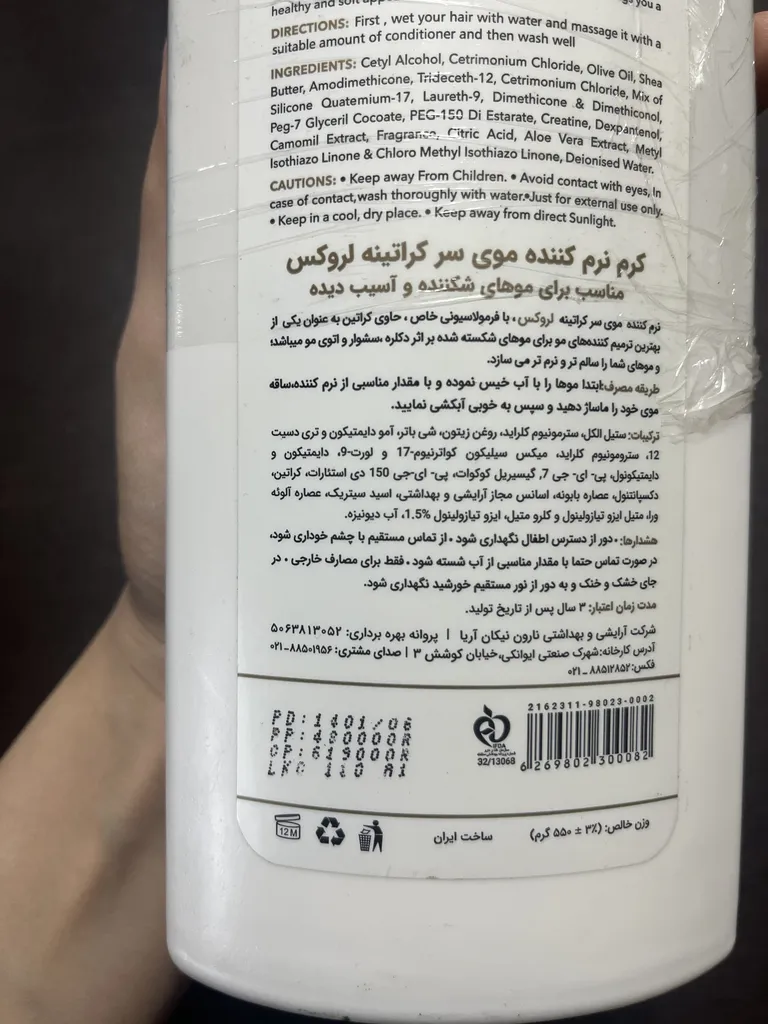 healthy and soft
you a
DIRECTIONS: First , wet your hair with water and massage it with a
suitable amount of conditioner and then wash well
INGREDIENTS: Cetyl Alcohol, Cetrimonium Chloride, Olive Oil, Shea
Butter, Amodimethicone, Trideceth-12, Cetrimonium Chloride, Mix of
Silicone Quatemium-17, Laureth-9, Dimethicone & Dimethiconol,
Peg-7 Glyceril Cocoate, PEG-150 Di Estarate, Creatine, Dexpantenol,
Camomil Extract, Fragrance, Citric Acid, Aloe Vera Extract, Metyl
Isothiazo Linone & Chloro Methyl Isothiazo Linone, Deionised Water.
CAUTIONS: • Keep away From Children. • Avoid contact with eyes, In
case of contact,wash thoroughly with water.•Just for external use only.
• Keep in a cool, dry place. • Keep away from direct Sunlight.
کرم نرم کننده موی سر کراتینه لروکس
مناسب برای موهای شکننده و آسیب دیده
نرم کننده موی سر کراتینه لروکس، با فرمولاسیونی خاص ، حاوی کراتین به عنوان یکی از
بهترین ترمیم کننده‌های مو برای موهای شکسته شده بر اثر دکلره ،سشوار و اتوی مو میباشد؛
و موهای شما را سالم تر و نرم تر می سازد.
طریقه مصرف:ابتدا موها را با آب خیس نموده و با مقدار مناسبی از نرم کننده،ساقه
موی خود را ماساژ دهید و سپس به خوبی آبکشی نمایید.
ترکیبات: ستیل الکل، سترمونیوم کلراید، روغن زیتون، شی باتر، آمو دایمتیکون و تری دسیت
12، سترومونیوم کلراید، میکس سیلیکون کواترنیوم-17 و لورت-9، دایمتیکون و
دایمتیکونول، پی- ای- جی 7, گیسیریل کوکوات، پی- ای-جی 150 دی استئارات، کراتین،
دکسپانتنول، عصاره بابونه، اسانس مجاز آرایشی و بهداشتی، اسید سیتریک، عصاره آلوئه
ورا، متیل ایزو تیازولینول و کلرو متیل، ایزو تیازولینول 1.5%، آب دیونیزه.
هشدارها: • دور از دسترس اطفال نگهداری شود • از تماس مستقیم با چشم خوداری شود،
در صورت تماس حتما با مقدار مناسبی از آب شسته شود • فقط برای مصارف خارجی • در
جای خشک و خنک و به دور از نور مستقیم خورشید نگهداری شود.
مدت زمان اعتبار: ۳ سال پس از تاریخ تولید.
شرکت آرایشی و بهداشتی نارون نیکان آریا | پروانه بهره برداری: ۵۰۶۳۸۱۳۰۵۲
آدرس کارخانه:شهرک صنعتی ایوانکی،خیابان کوشش ۳ | صدای مشتری: ۸۸۵۰۱۹۵۶-۰۲۱
فکس:۸۸۵۱۲۸۵۲ - ۰۲۱
PD:1401/06
PP:480000R
CP:619000R
LKC 110 A1
IFDA
32/13068
2162311-98023-0002
6 269802 300082
12M
ساخت ایران
وزن خالص: (۳٪ ± ۵۵۰ گرم)